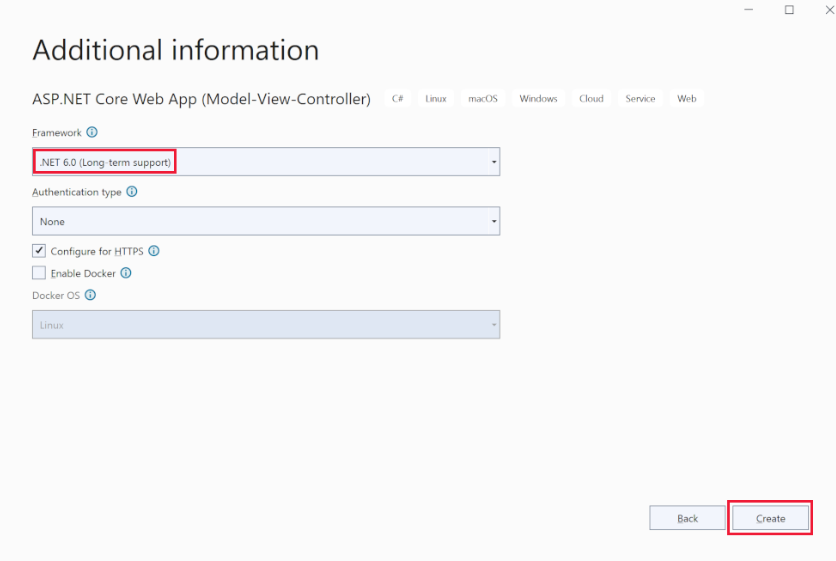 Additional information
ASP.NET Core Web App (Model-View-Controller) C# Linux macOS Windows Cloud Service Web
Framework
.NET 6.0 (Long-term support)
Authentication type
None
Configure for HTTPS
Enable Docker
Docker OS
Linux
Back Create